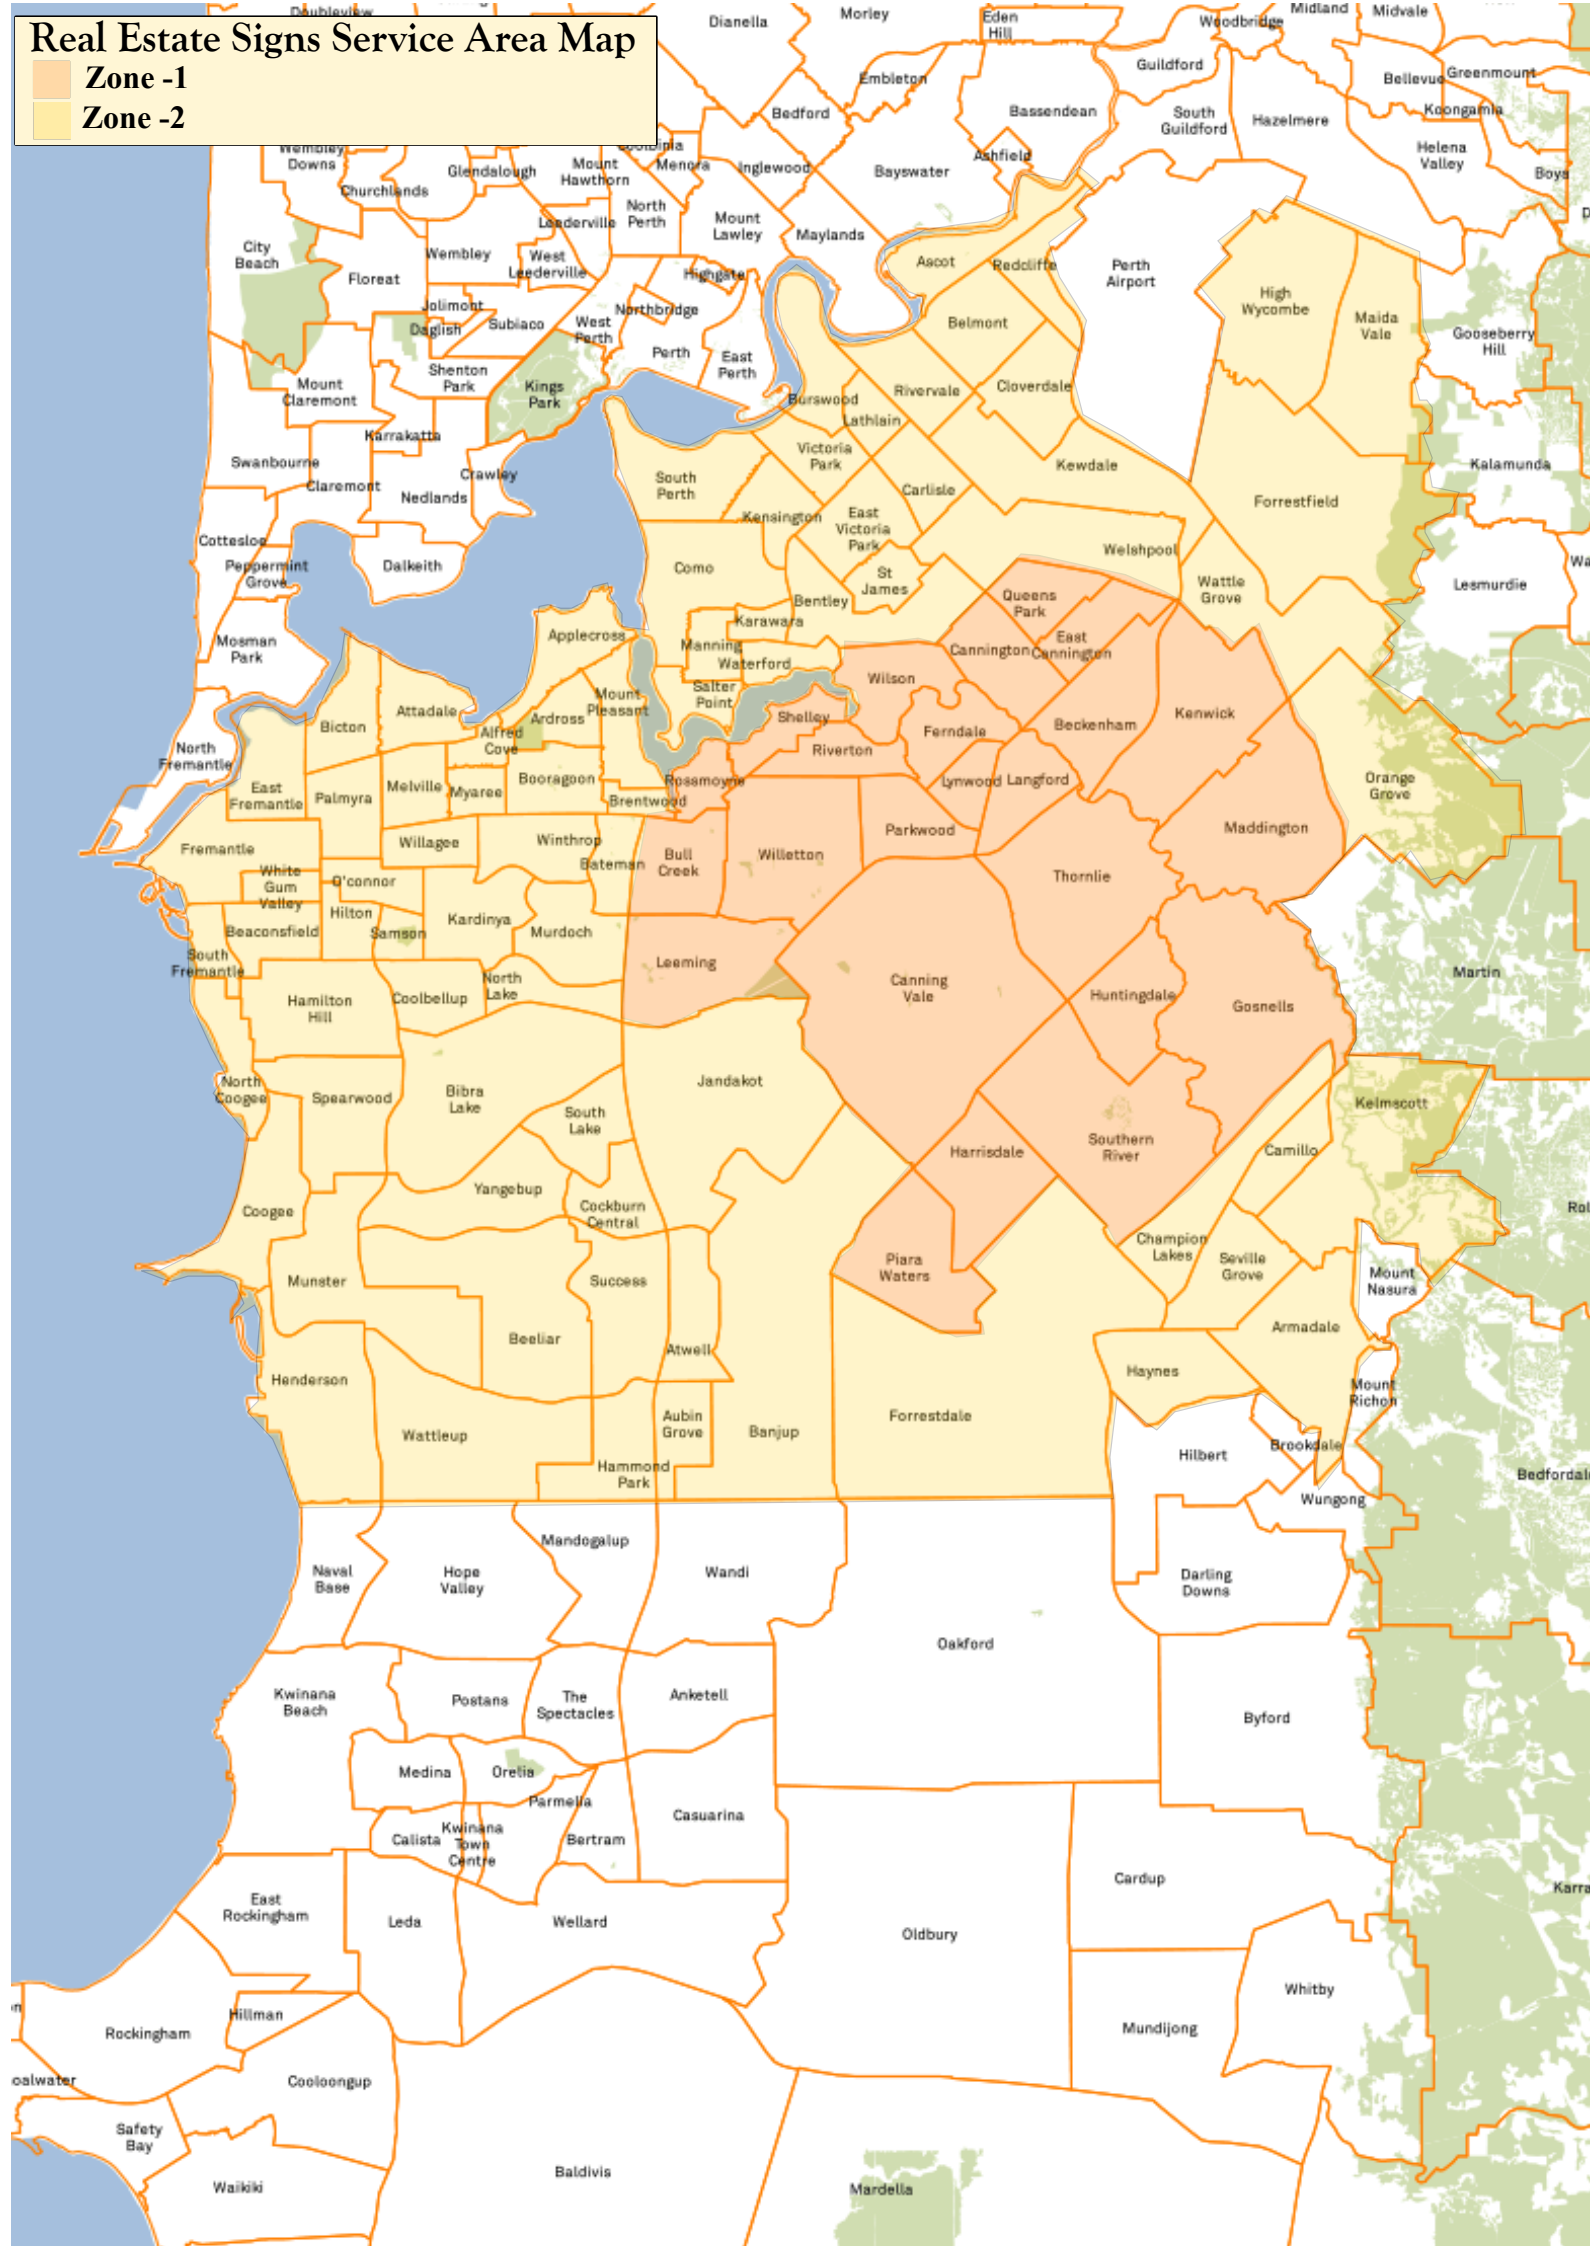 Doubleview
Real Estate Signs Service Area Map
Zone -1
Zone -2
Dianella
Morley
Eden
Hill
Woodbridge
Midland
Midvale
Embleton
Guildford
Bellevue
Greenmount
Bedford
Bassendean
South
Guildford
Hazelmere
Koongamia
Wembley
Downs
Churchlands
Glendalough
Mount
Hawthorn
Menora
Inglewood
Bayswater
Ashfield
Helena
Valley
Leederville
North
Perth
Mount
Lawley
Maylands
City
Beach
Floreat
Wembley
West
Leederville
Highgate
Ascot
Redcliffe
Perth
Airport
High
Wycombe
Maida
Vale
Gooseberry
Hill
Jolimont
Daglish
Subiaco
West
Perth
Northbridge
Perth
East
Perth
Belmont
Mount
Claremont
Shenton
Park
Kings
Park
Burswood
Rivervale
Cloverdale
Lathlain
Karrakatta
Swanbourne
Claremont
Nedlands
Crawley
South
Perth
Victoria
Park
Carlisle
Kewdale
Forrestfield
Kalamunda
Kensington
East
Victoria
Park
Cottesloe
Peppermint
Grove
Dalkeith
Como
St
James
Welshpool
Wattle
Grove
Lesmurdie
Mosman
Park
Applecross
Bentley
Karawara
Manning
Waterford
Queens
Park
Cannington
East
Cannington
Wilson
Salter
Point
North
Fremantle
Bicton
Attadale
Alfred
Cove
Ardross
Mount
Pleasant
Shelley
Riverton
Ferndale
Beckenham
Kenwick
Orange
Grove
East
Fremantle
Palmyra
Melville
Myaree
Booragoon
Brentwood
Rossmoyne
Lynwood
Langford
Parkwood
Maddington
Fremantle
Willagee
Winthrop
Bateman
Bull
Creek
Willetton
Thornlie
White
Gum
Valley
O'connor
Hilton
Samson
Kardinya
Murdoch
Beaconsfield
South
Fremantle
Leeming
Canning
Vale
Huntingdale
Gosnells
Martin
Hamilton
Hill
Coolbellup
North
Lake
North
Coogee
Spearwood
Bibra
Lake
South
Lake
Jandakot
Kelmscott
Harrisdale
Southern
River
Camillo
Coogee
Yangebup
Cockburn
Central
Piara
Waters
Champion
Lakes
Seville
Grove
Mount
Nasura
Munster
Success
Beeliar
Atwell
Armadale
Haynes
Mount
Richon
Henderson
Wattleup
Aubin
Grove
Banjup
Forrestdale
Hammond
Park
Hilbert
Brookdale
Wungong
Naval
Base
Hope
Valley
Mandogalup
Wandi
Darling
Downs
Oakford
Kwinana
Beach
Postans
The
Spectacles
Anketell
Byford
Medina
Orelia
Parmelia
Casuarina
Calista
Kwinana
Town
Centre
Bertram
Cardup
East
Rockingham
Leda
Wellard
Oldbury
Whitby
Rockingham
Hillman
Mundijong
Cooloongup
Safety
Bay
Waikiki
Baldivis
Mardella